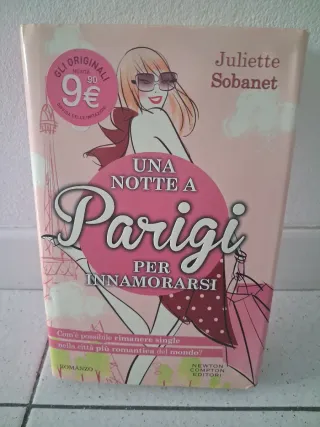 Juliette
Sobanet
GLI ORIGINALI
9,90
€
UNA
NOTTE A
Parigi
PER
INNAMORARSI
Com'è possibile rimanere single
nella città più romantica del mondo?
ROMANZO
NEWTON
COMPTON
EDITORI